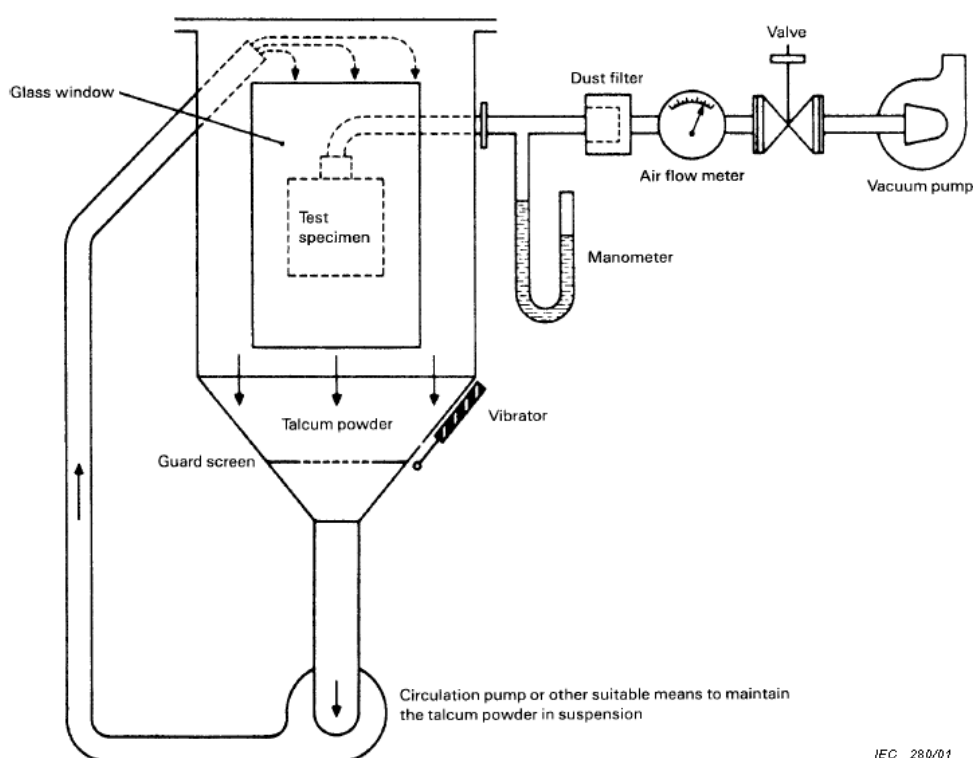 Valve
Dust filter
Glass window
Air flow meter
Vacuum pump
Test
specimen
Manometer
Talcum powder
Vibrator
Guard screen
Circulation pump or other suitable means to maintain
the talcum powder in suspension
IEC 280/01